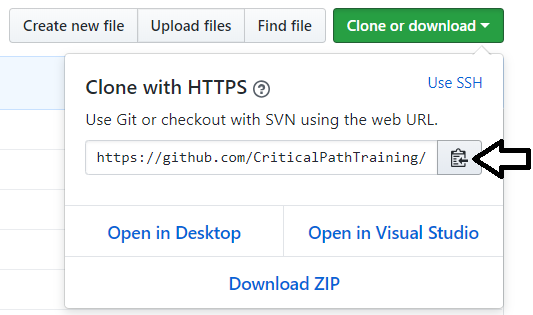 Create new file Upload files Find file Clone or download
Clone with HTTPS ?
Use SSH
Use Git or checkout with SVN using the web URL.
https://github.com/CriticalPathTraining/
Open in Desktop
Open in Visual Studio
Download ZIP